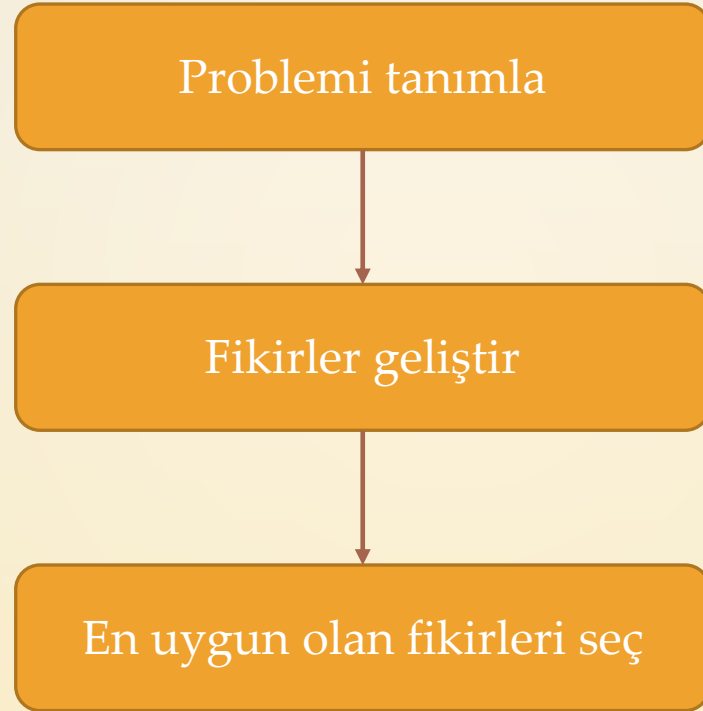 Problemi tanımla
Fikirler geliştir
En uygun olan fikirleri seç